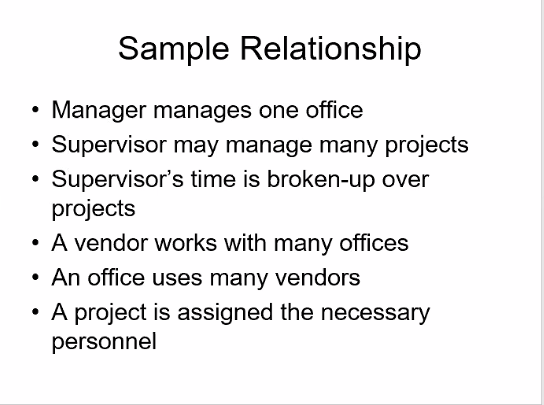 Sample Relationship
• Manager manages one office
• Supervisor may manage many projects
• Supervisor’s time is broken-up over
projects
• A vendor works with many offices
• An office uses many vendors
• A project is assigned the necessary
personnel